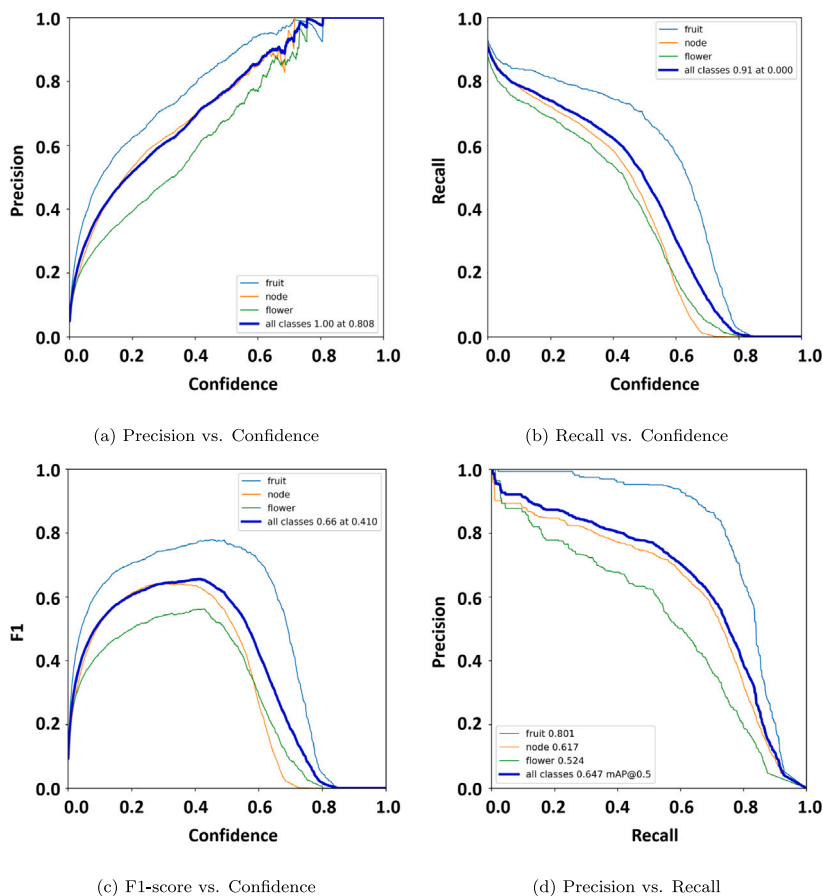 1.0
0.8
0.6
0.4
0.2
0.0
Precision
0.0 0.2 0.4 0.6 0.8 1.0
Confidence
fruit
node
flower
all classes 1.00 at 0.808
(a) Precision vs. Confidence
1.0
0.8
0.6
0.4
0.2
0.0
Recall
0.0 0.2 0.4 0.6 0.8 1.0
Confidence
fruit
node
flower
all classes 0.91 at 0.000
(b) Recall vs. Confidence
1.0
0.8
0.6
0.4
0.2
0.0
F1
0.0 0.2 0.4 0.6 0.8 1.0
Confidence
fruit
node
flower
all classes 0.66 at 0.410
(c) F1-score vs. Confidence
1.0
0.8
0.6
0.4
0.2
0.0
Precision
0.0 0.2 0.4 0.6 0.8 1.0
Recall
fruit 0.801
node 0.617
flower 0.524
all classes 0.647 mAP@0.5
(d) Precision vs. Recall